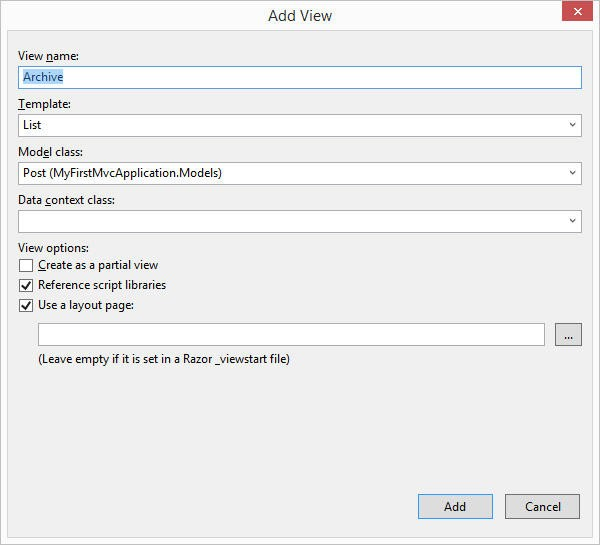 Add View
View name:
Archive
Template:
List
Model class:
Post (MyFirstMvcApplication.Models)
Data context class:
View options:
Create as a partial view
Reference script libraries
Use a layout page:
...
(Leave empty if it is set in a Razor _viewstart file)
Add Cancel